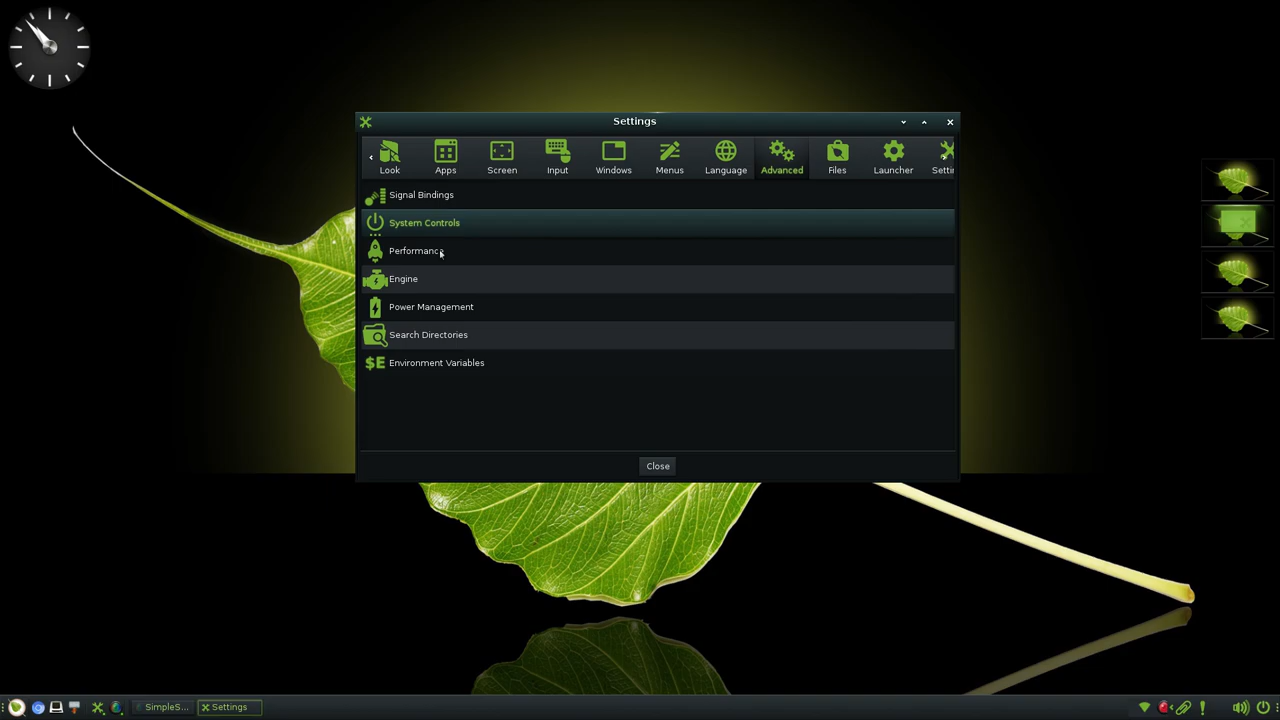 Settings
Look Apps Screen Input Windows Menus Language Advanced Files Launcher Settin
Signal Bindings
System Controls
Performance
Engine
Power Management
Search Directories
$E Environment Variables
Close
SimpleS... Settings